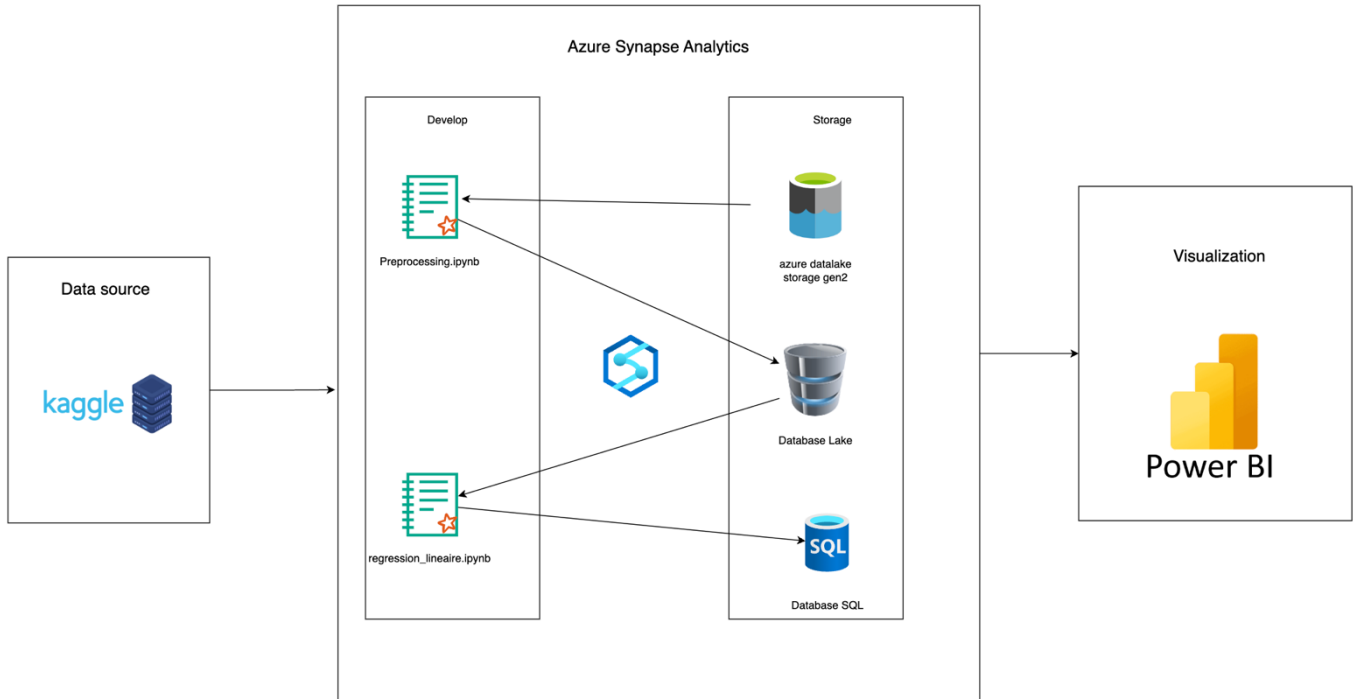 Azure Synapse Analytics
Develop
Storage
Preprocessing.ipynb
azure datalake
storage gen2
Data source
kaggle
Visualization
Power BI
Database Lake
regression_lineaire.ipynb
SQL
Database SQL